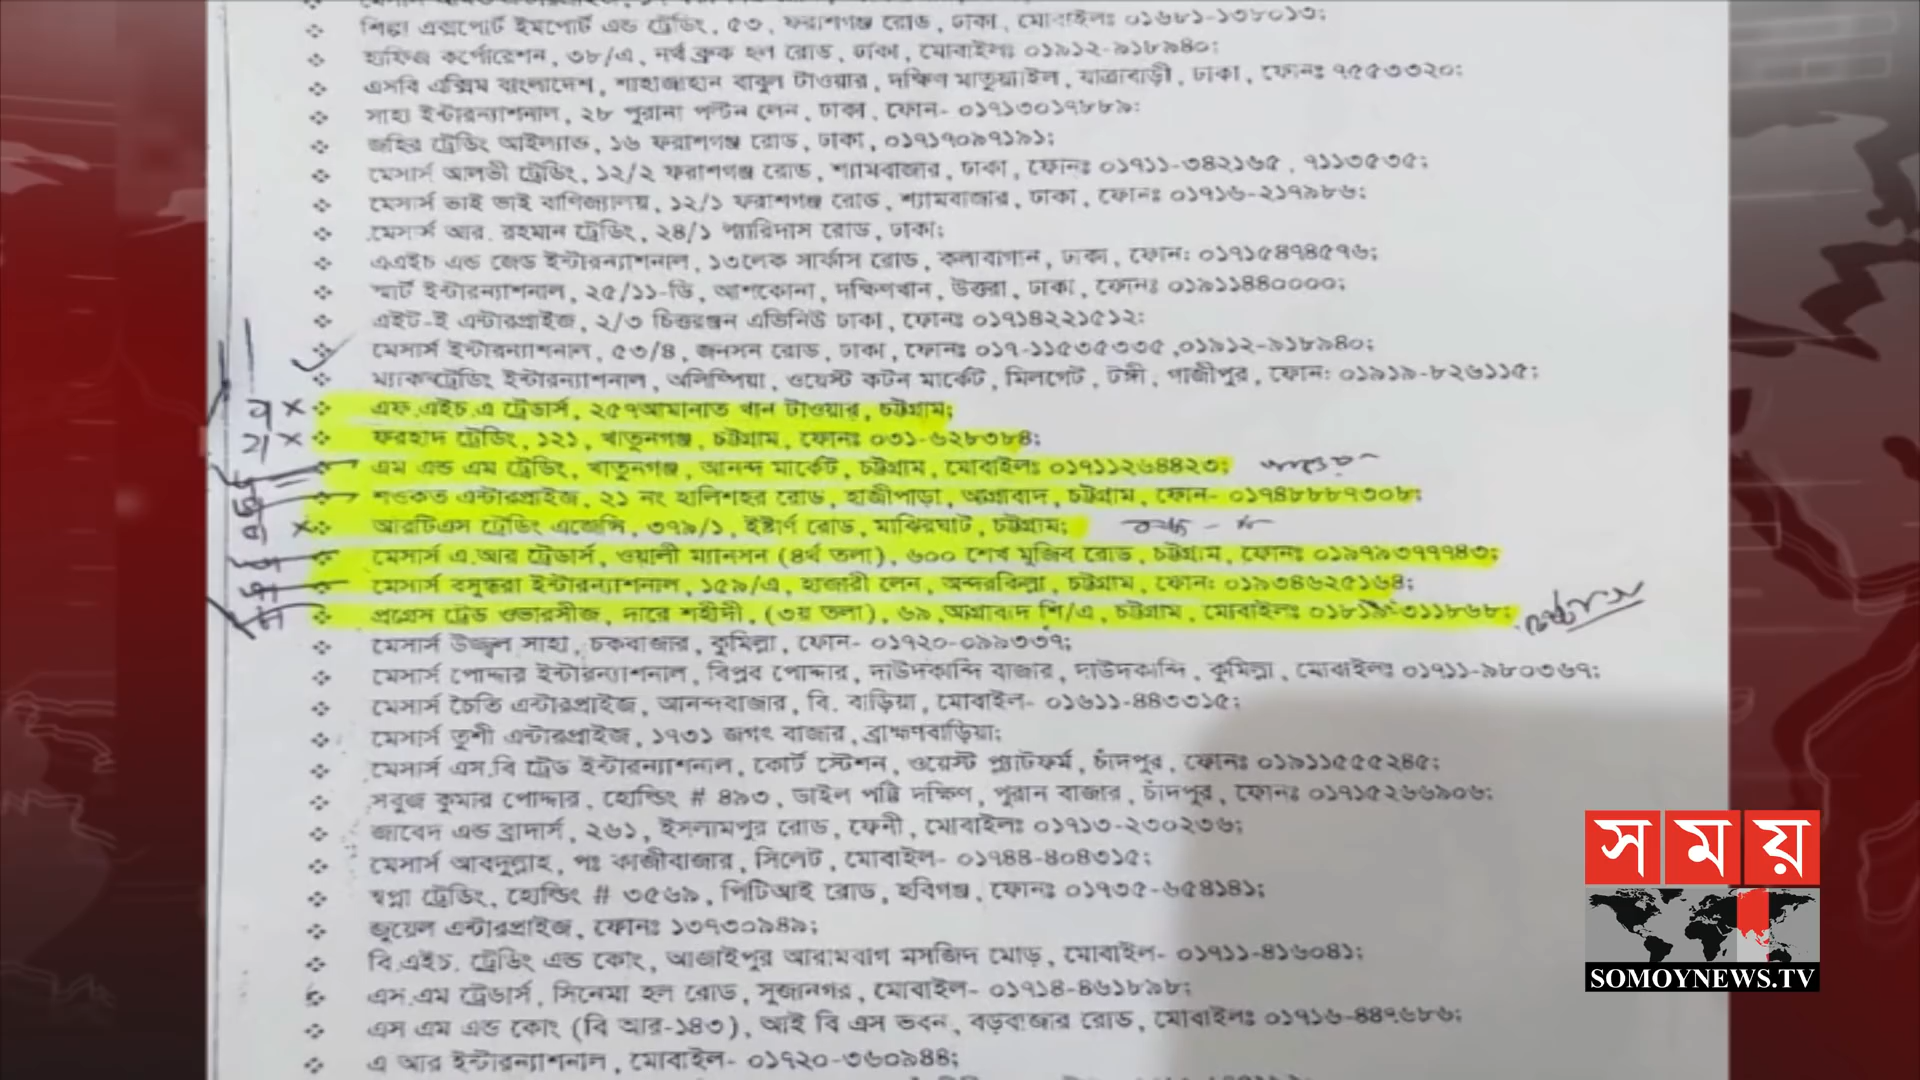 শিল্পা এক্সপোর্ট ইমপোর্ট এন্ড ট্রেডিং, ৫৩, ফরাশগঞ্জ রোড, ঢাকা, মোবাইলঃ ০১৬৮১-১৩৮০১৩;
হাফিজ কর্পোরেশন, ৩৮/এ, নর্থ ব্রুক হল রোড, ঢাকা, মোবাইলঃ ০১৯১২-৯১৮৯৪০;
এসবি এক্সিম বাংলাদেশ, শাহাজাহান বাবুল টাওয়ার, দক্ষিণ মাতুয়াইল, যাত্রাবাড়ী, ঢাকা, ফোনঃ ৭৫৫৩৩২০;
সাহা ইন্টারন্যাশনাল, ২৮ পুরানা পল্টন লেন, ঢাকা, ফোন- ০১৭১৩০১৭৮৮৯;
জহির ট্রেডিং আইল্যান্ড, ১৬ ফরাশগঞ্জ রোড, ঢাকা, ০১৭১৭০৯৭১৯১;
মেসার্স আলভী ট্রেডিং, ১২/২ ফরাশগঞ্জ রোড, শ্যামবাজার, ঢাকা, ফোনঃ ০১৭১১-৩৪২১৬৫, ৭১১৩৫৩৫;
মেসার্স ভাই ভাই বাণিজ্যালয়, ১২/১ ফরাশগঞ্জ রোড, শ্যামবাজার, ঢাকা, ফোনঃ ০১৭১৬-২১৭৯৮৬;
মেসার্স আর. রহমান ট্রেডিং, ২৪/১ প্যারিদাস রোড, ঢাকা;
এএইচ এন্ড জেড ইন্টারন্যাশনাল, ১৩লেক সার্কাস রোড, কলাবাগান, ঢাকা, ফোন: ০১৭১৫৪৭৪৫৭৬;
স্মার্ট ইন্টারন্যাশনাল, ২৫/১১-ডি, আশকোনা, দক্ষিণখান, উত্তরা, ঢাকা, ফোনঃ ০১৯১১৪৪০০০০;
এইট-ই এন্টারপ্রাইজ, ২/৩ চিত্তরঞ্জন এভিনিউ ঢাকা, ফোনঃ ০১৭১৪২২১৫১২;
মেসার্স ইন্টারন্যাশনাল, ৫৩/৪, জনসন রোড, ঢাকা, ফোনঃ ০১৭-১১৫৩৫৩৩৫ ,০১৯১২-৯১৮৯৪০;
ইন্টারন্যাশনাল, অলিম্পিয়া, ওয়েস্ট কটন মার্কেট, মিলগেট, টঙ্গী, গাজীপুর, ফোন: ০১৯১৯-৮২৬১১৫;
এফ.এইচ.এ ট্রেডার্স, ২৫৭আমানাত খান টাওয়ার, চট্টগ্রাম;
ফরহাদ ট্রেডিং, ১২১, খাতুনগঞ্জ, চট্টগ্রাম, ফোনঃ ০৩১-৬২৮৩৮৪;
এম এন্ড এম ট্রেডিং, খাতুনগঞ্জ, আনন্দ মার্কেট, চট্টগ্রাম, মোবাইলঃ ০১৭১১২৬৪৪২৩;
শওকত এন্টারপ্রাইজ, ২১ নং হালিশহর রোড, হাজীপাড়া, আগ্রাবাদ, চট্টগ্রাম, ফোন- ০১৭৪৮৮৮৭৩০৮;
আরটিএস ট্রেডিং এজেন্সি, ৩৭৯/১, ইষ্টার্ণ রোড, মাঝিরঘাট, চট্টগ্রাম;
মেসার্স এ.আর ট্রেডার্স, ওয়ালী ম্যানসন (৪র্থ তলা), ৬০০ শেখ মুজিব রোড, চট্টগ্রাম, ফোনঃ ০১৯৭৯৩৭৭৭৪৩;
মেসার্স বসুন্ধরা ইন্টারন্যাশনাল, ১৫৯/এ, হাজারী লেন, অন্দরকিল্লা, চট্টগ্রাম, ফোন: ০১৯৩৪৬২৫১৬৪;
প্রগ্রেস ট্রেড ওভারসীজ, দারে শহীদী, (৩য় তলা), ৬৯,আগ্রাবাদ শি/এ, চট্টগ্রাম, মোবাইলঃ ০১৮১৯-৩১১৮৬৮;
মেসার্স উজ্জ্বল সাহা, চকবাজার, কুমিল্লা, ফোন- ০১৭২০-০৯৯৩৩৭;
মেসার্স পোদ্দার ইন্টারন্যাশনাল, বিপ্লব পোদ্দার, দাউদকান্দি বাজার, দাউদকান্দি, কুমিল্লা, মোবাইলঃ ০১৭১১-৯৮০৩৬৭;
মেসার্স চৈতি এন্টারপ্রাইজ, আনন্দবাজার, বি. বাড়িয়া, মোবাইল- ০১৬১১-৪৪৩৩১৫;
মেসার্স তুশী এন্টারপ্রাইজ, ১৭৩১ জগৎ বাজার, ব্রাহ্মণবাড়িয়া;
মেসার্স এস.বি ট্রেড ইন্টারন্যাশনাল, কোর্ট স্টেশন, ওয়েস্ট প্ল্যাটফর্ম, চাঁদপুর, ফোনঃ ০১৯১১৫৫৫২৪৫;
সবুজ কুমার পোদ্দার, হোল্ডিং # ৪৯৩, ডাইল পট্টি দক্ষিণ, পুরান বাজার, চাঁদপুর, ফোনঃ ০১৭১৫২৬৬৯০৬;
জাবেদ এন্ড ব্রাদার্স, ২৬১, ইসলামপুর রোড, ফেনী, মোবাইলঃ ০১৭১৩-২৩০২৩৬;
মেসার্স আবদুল্লাহ, পঃ কাজীবাজার, সিলেট, মোবাইল- ০১৭৪৪-৪০৪৩১৫;
স্বপ্না ট্রেডিং, হোল্ডিং # ৩৫৬৯, পিটিআই রোড, হবিগঞ্জ, ফোনঃ ০১৭৩৫-৬৫৪১৪১;
জুয়েল এন্টারপ্রাইজ, ফোনঃ ১৩৭৩০৯৪৯;
বি.এইচ. ট্রেডিং এন্ড কোং, আজাইপুর আরামবাগ মসজিদ মোড়, মোবাইল- ০১৭১১-৪১৬০৪১;
এস.এম ট্রেডার্স, সিনেমা হল রোড, সুজানগর, মোবাইল- ০১৭১৪-৪৬১৮৯৮;
এস এম এন্ড কোং (বি আর-১৪৩), আই বি এস ভবন, বড়বাজার রোড, মোবাইলঃ ০১৭১৬-৪৪৭৬৮৬;
এ আর ইন্টারন্যাশনাল, মোবাইল- ০১৭২০-৩৬০৯৪৪;
সময়
SOMOYNEWS.TV